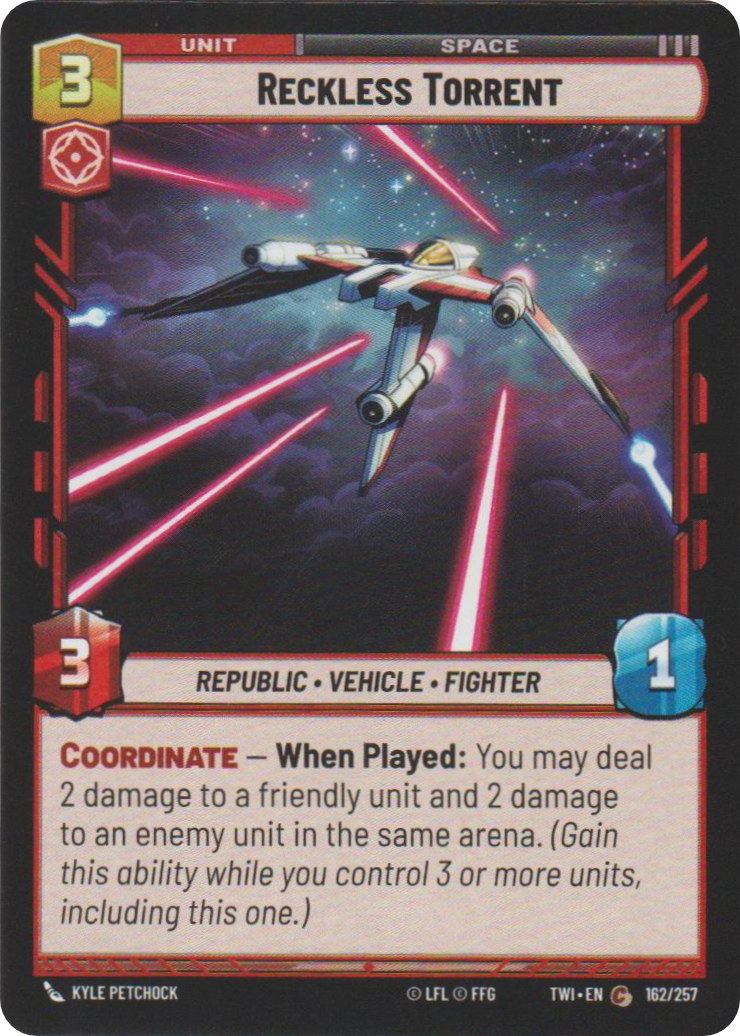 UNIT
SPACE
3
RECKLESS TORRENT
3
1
REPUBLIC • VEHICLE • FIGHTER
COORDINATE – When Played: You may deal
2 damage to a friendly unit and 2 damage
to an enemy unit in the same arena. (Gain
this ability while you control 3 or more units,
including this one.)
KYLE PETCHOCK
© LFL © FFG
TWI • EN C 162/257